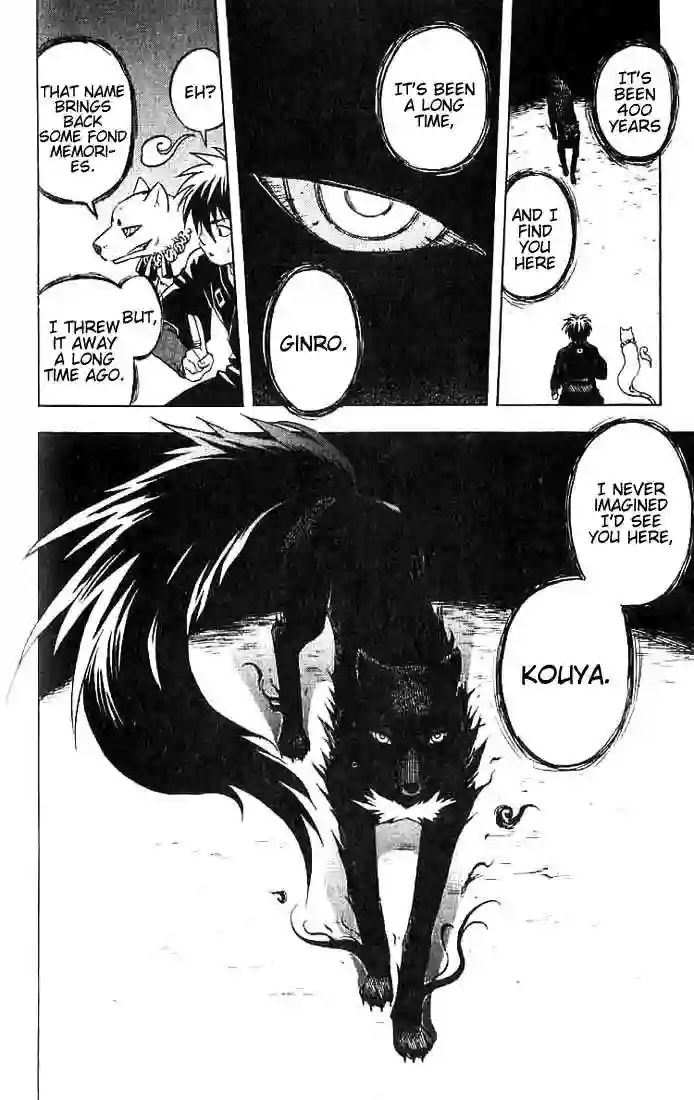 IT'S
BEEN
400
YEARS
AND I
FIND
YOU
HERE
IT'S BEEN
A LONG
TIME,
GINRO.
EH?
THAT NAME
BRINGS
BACK
SOME FOND
MEMORI-
ES.
BUT,
I THREW
IT AWAY
A LONG
TIME AGO.
I NEVER
IMAGINED
I'D SEE
YOU HERE,
KOUYA.